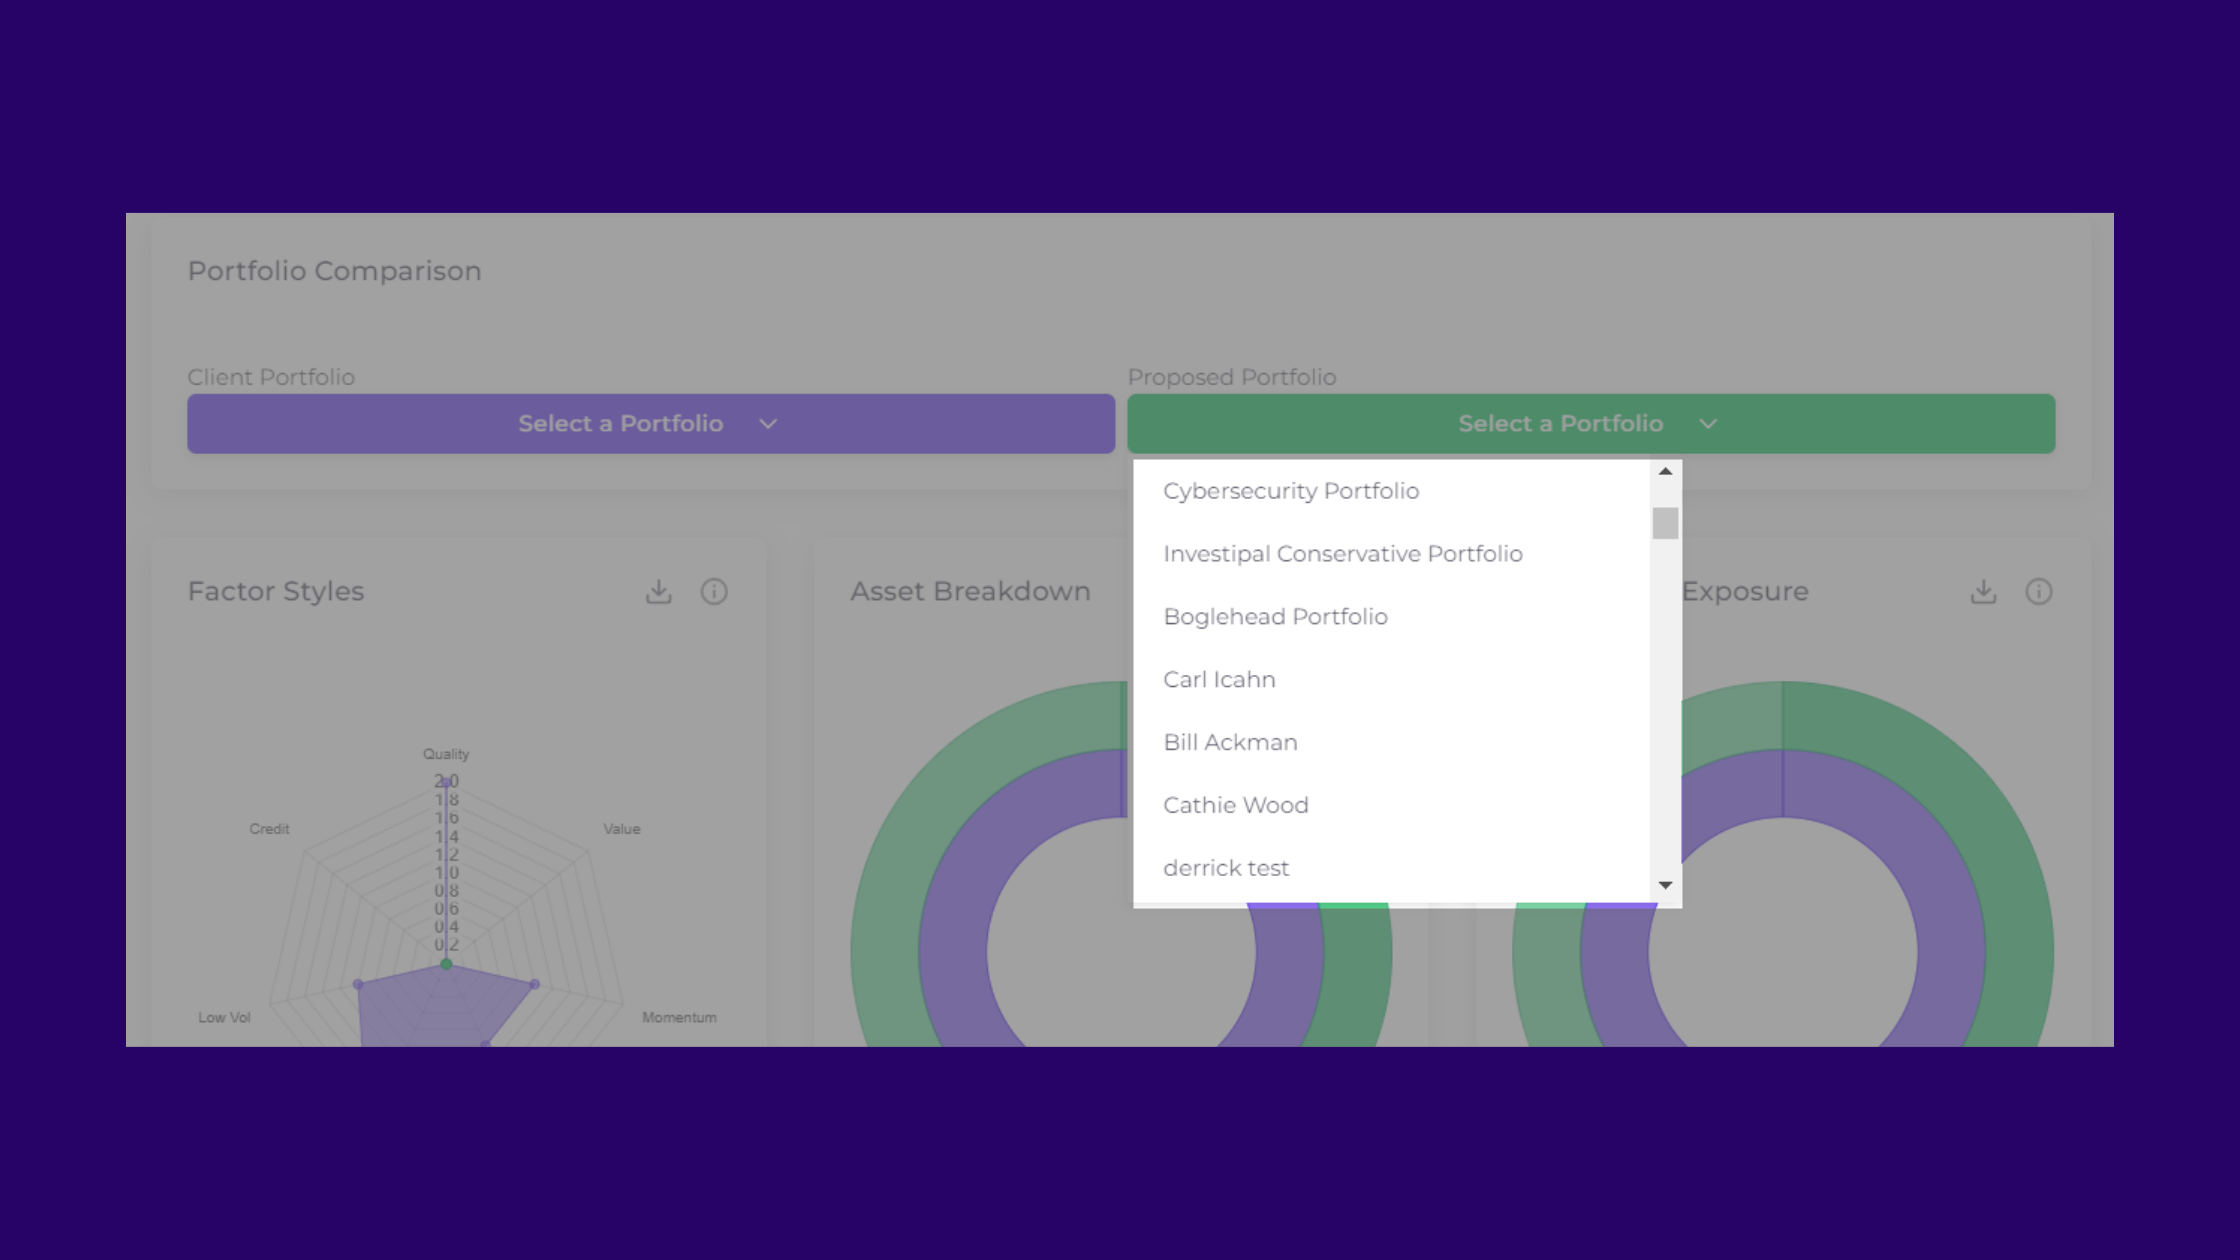 Portfolio Comparison
Client Portfolio
Select a Portfolio
Proposed Portfolio
Select a Portfolio
Cybersecurity Portfolio
Investipal Conservative Portfolio
Boglehead Portfolio
Carl Icahn
Bill Ackman
Cathie Wood
derrick test
Factor Styles
Quality
2.0
1.8
1.6
1.4
1.2
1.0
0.8
0.6
0.4
0.2
Credit
Value
Low Vol
Momentum
Asset Breakdown
Exposure